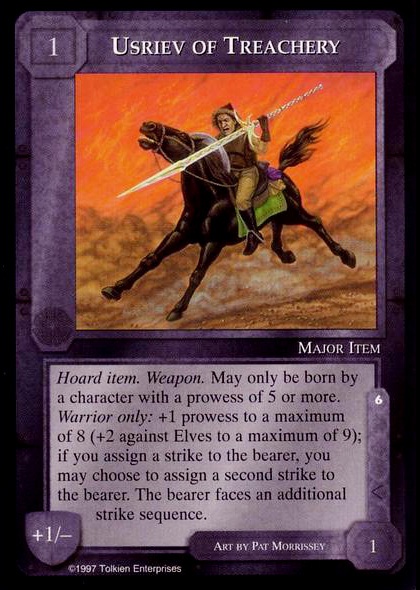 1
USRIEV OF TREACHERY
MAJOR ITEM
Hoard item. Weapon. May only be born by
a character with a prowess of 5 or more.
Warrior only: +1 prowess to a maximum
of 8 (+2 against Elves to a maximum of 9);
if you assign a strike to the bearer, you
may choose to assign a second strike to
the bearer. The bearer faces an additional
strike sequence.
6
+1/–
ART BY PAT MORRISSEY
1
©1997 Tolkien Enterprises